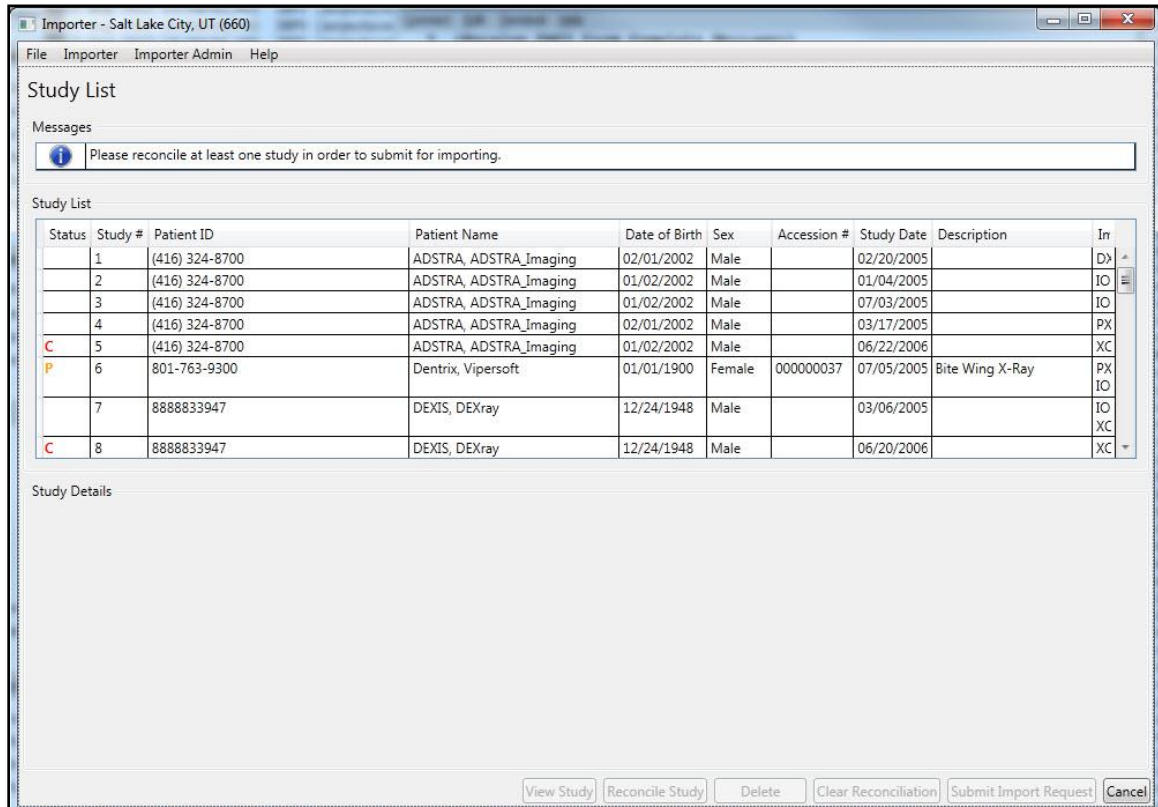 Importer - Salt Lake City, UT (660)
File Importer Importer Admin Help
Study List
Messages
Please reconcile at least one study in order to submit for importing.
Study List
Status Study # Patient ID Patient Name Date of Birth Sex Accession # Study Date Description Im
1 (416) 324-8700 ADSTRA, ADSTRA_Imaging 02/01/2002 Male 02/20/2005 DX
2 (416) 324-8700 ADSTRA, ADSTRA_Imaging 01/02/2002 Male 01/04/2005 IO
3 (416) 324-8700 ADSTRA, ADSTRA_Imaging 01/02/2002 Male 07/03/2005 IO
4 (416) 324-8700 ADSTRA, ADSTRA_Imaging 02/01/2002 Male 03/17/2005 PX
C 5 (416) 324-8700 ADSTRA, ADSTRA_Imaging 01/02/2002 Male 06/22/2006 XC
P 6 801-763-9300 Dentrix, Vipersoft 01/01/1900 Female 000000037 07/05/2005 Bite Wing X-Ray PX
IO
7 8888833947 DEXIS, DEXray 12/24/1948 Male 03/06/2005 IO
XC
C 8 8888833947 DEXIS, DEXray 12/24/1948 Male 06/20/2006 XC
Study Details
View Study Reconcile Study Delete Clear Reconciliation Submit Import Request Cancel